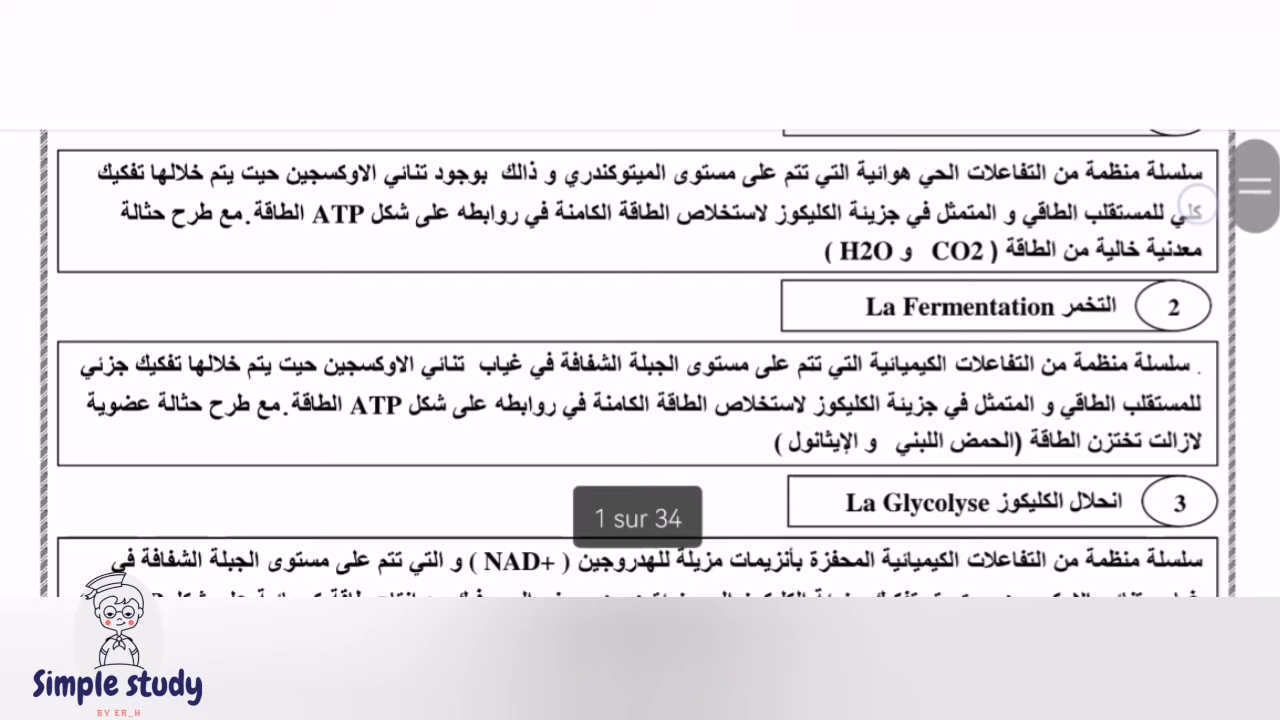 سلسلة منظمة من التفاعلات الحي هوائية التي تتم على مستوى الميتوكندري و ذالك بوجود تنائي الاوكسجين حيت يتم خلالها تفكيك
كلي للمستقلب الطاقي و المتمثل في جزيئة الكليكوز لاستخلاص الطاقة الكامنة في روابطه على شكل ATP الطاقة.مع طرح حثالة
معدنية خالية من الطاقة ( CO2 و H2O )
2 التخمر La Fermentation
. سلسلة منظمة من التفاعلات الكيميائية التي تتم على مستوى الجبلة الشفافة في غياب تنائي الاوكسجين حيت يتم خلالها تفكيك جزئي
للمستقلب الطاقي و المتمثل في جزيئة الكليكوز لاستخلاص الطاقة الكامنة في روابطه على شكل ATP الطاقة.مع طرح حثالة عضوية
لازالت تختزن الطاقة (الحمض اللبني و الإيثانول )
3 انحلال الكليكوز La Glycolyse
1 sur 34
سلسلة منظمة من التفاعلات الكيميائية المحفزة بأنزيمات مزيلة للهدروجين ( NAD+ ) و التي تتم على مستوى الجبلة الشفافة في
Simple study
BY ER_H